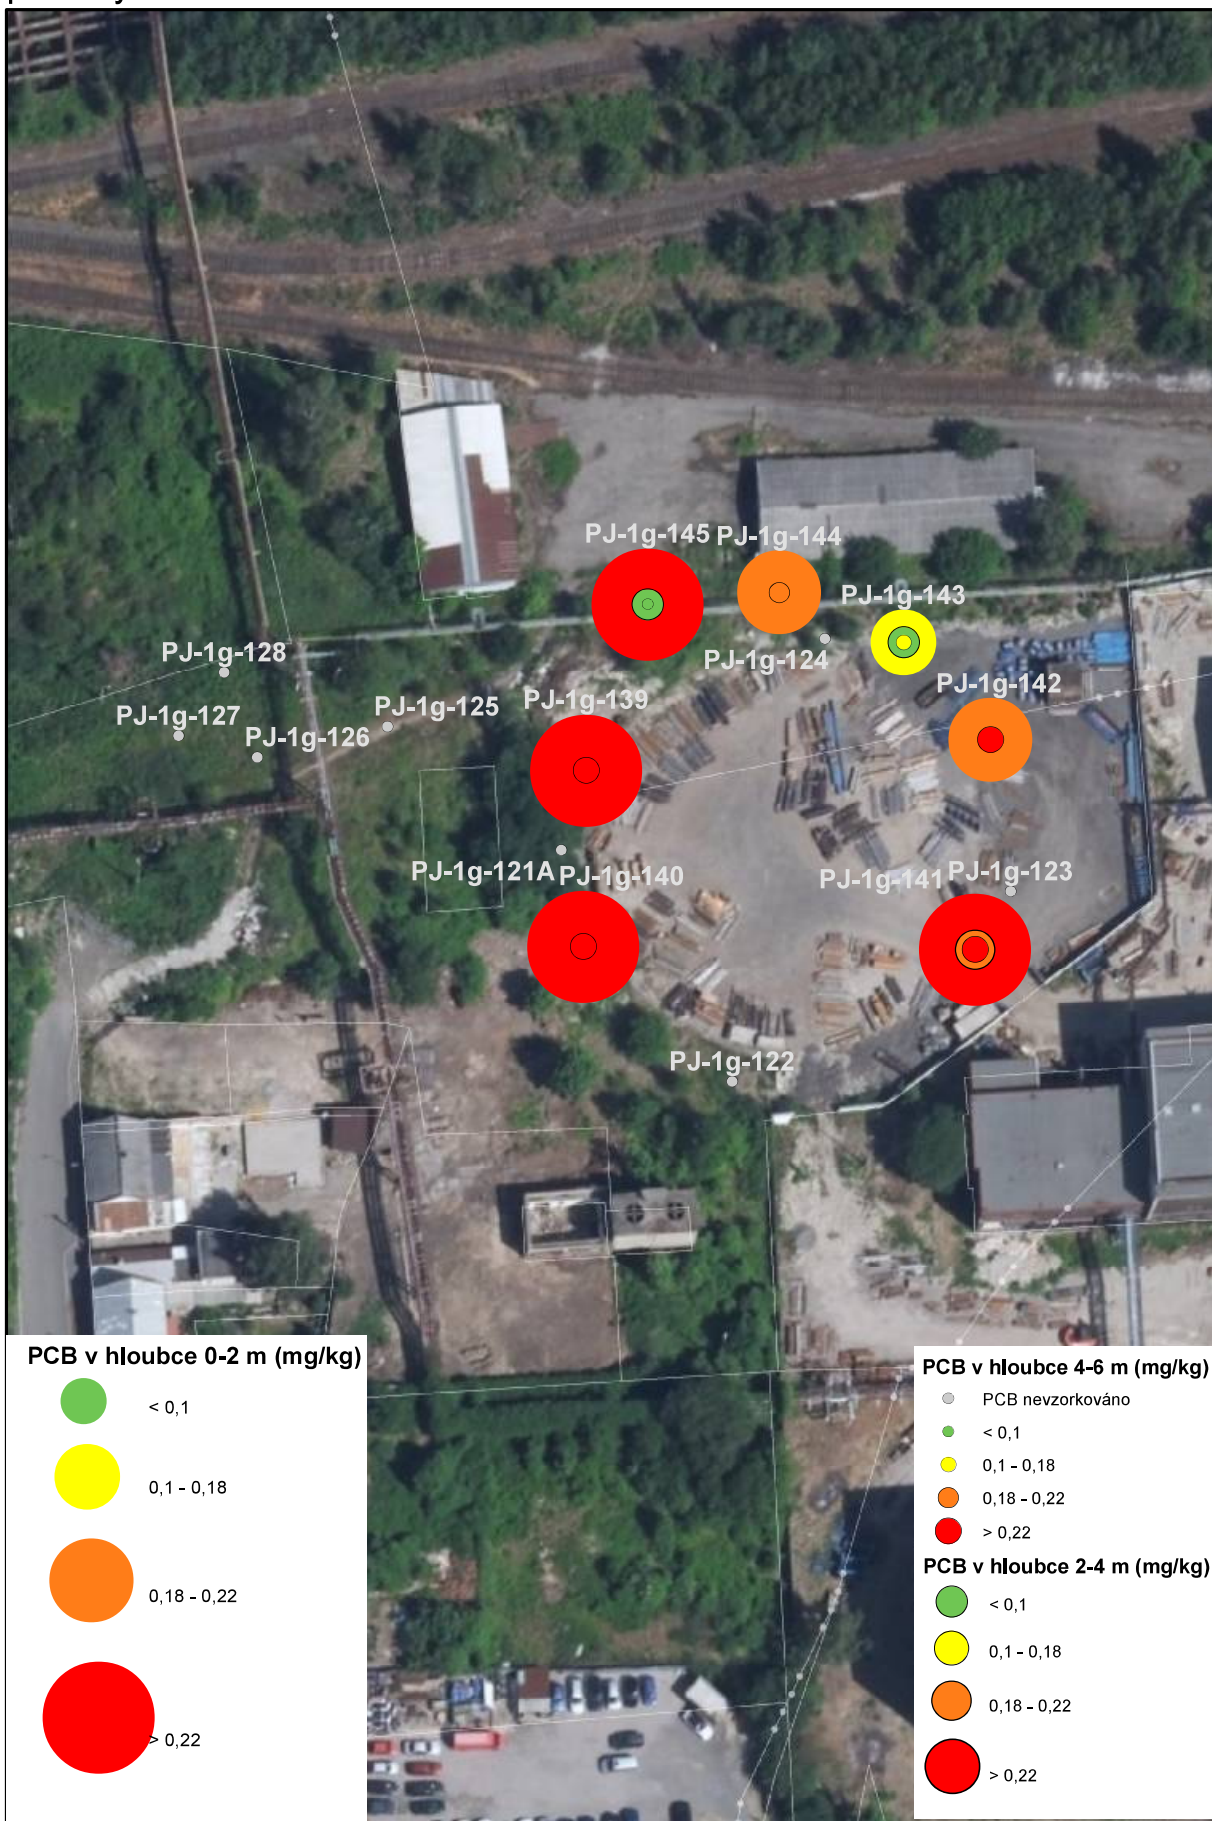 PJ-1g-145
PJ-1g-144
PJ-1g-143
PJ-1g-124
PJ-1g-128
PJ-1g-142
PJ-1g-139
PJ-1g-125
PJ-1g-127
PJ-1g-126
PJ-1g-121A
PJ-1g-140
PJ-1g-141
PJ-1g-123
PJ-1g-122
PCB v hloubce 0-2 m (mg/kg)
< 0,1
0,1 - 0,18
0,18 - 0,22
> 0,22
PCB v hloubce 4-6 m (mg/kg)
PCB nevzorkováno
< 0,1
0,1 - 0,18
0,18 - 0,22
> 0,22
PCB v hloubce 2-4 m (mg/kg)
< 0,1
0,1 - 0,18
0,18 - 0,22
> 0,22